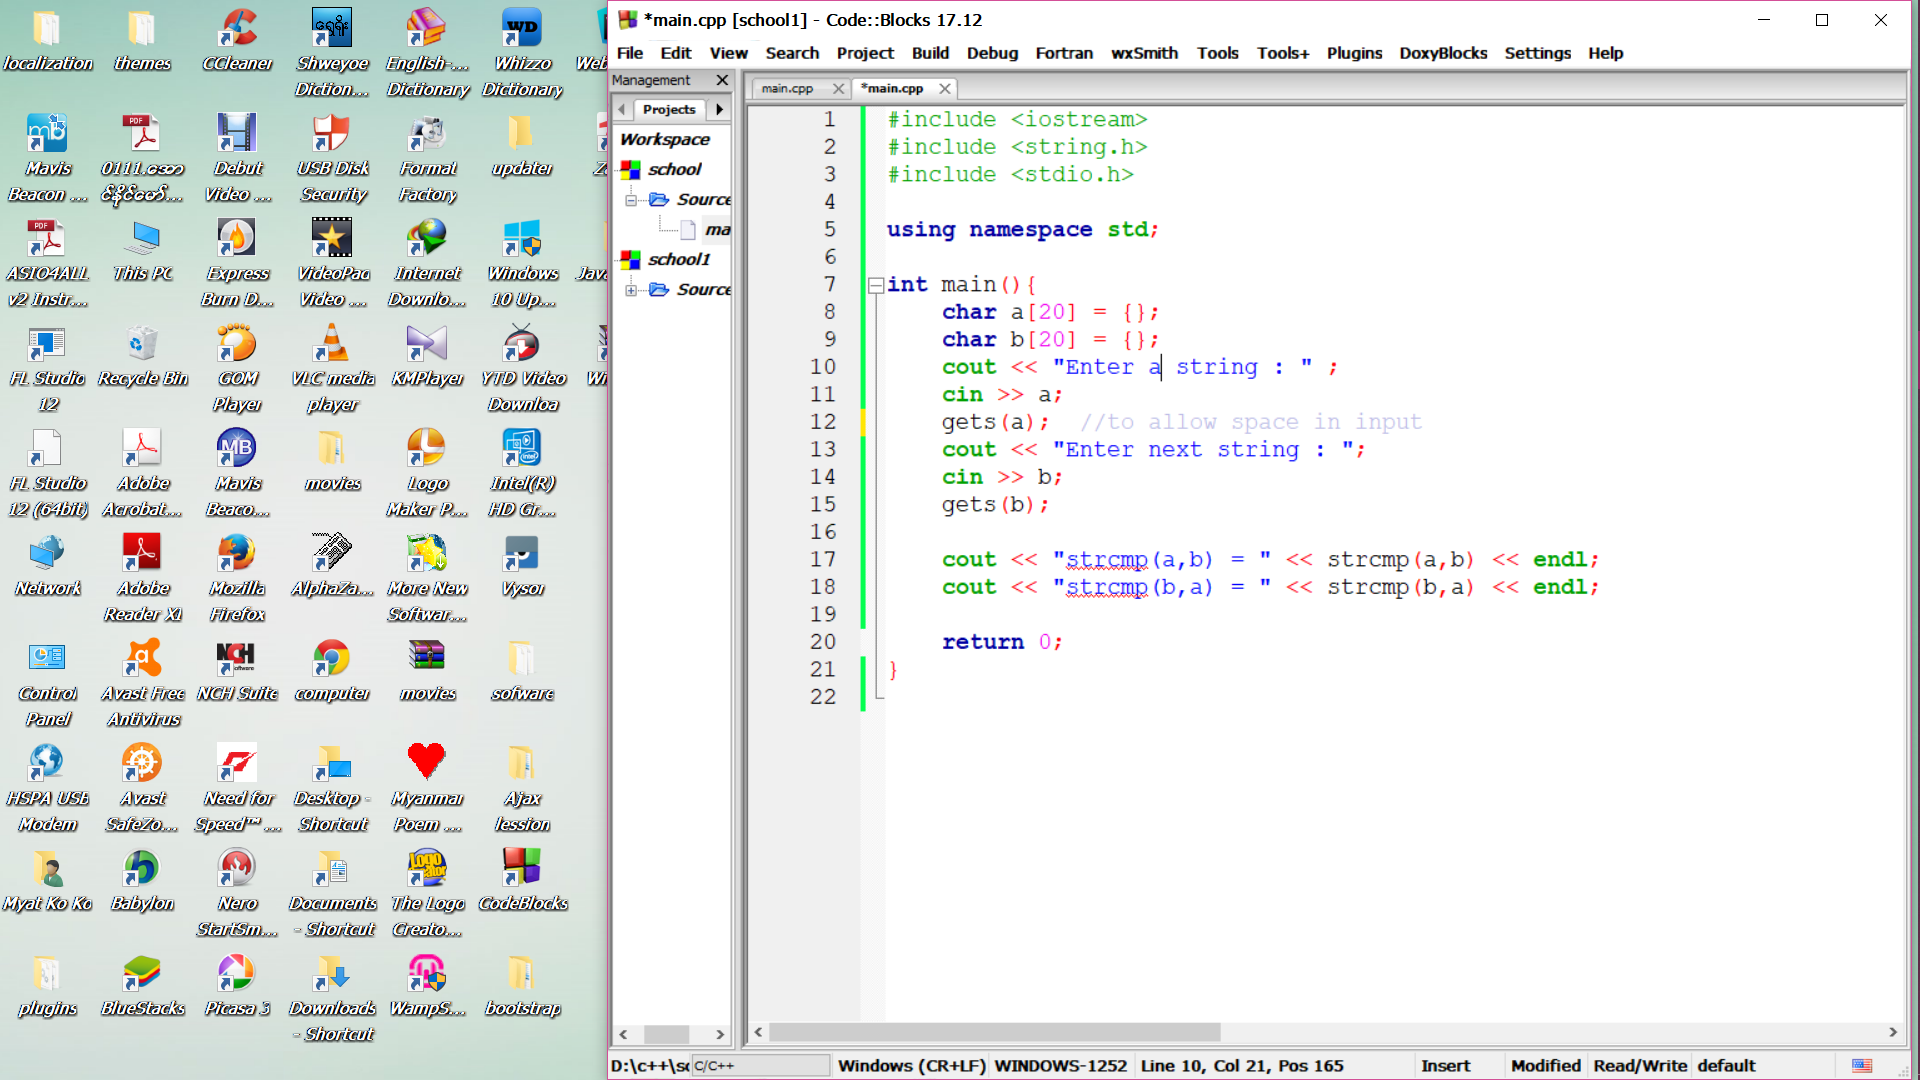 localization themes CCleaner Shweyoe Diction... English-... Dictionary Whizzo Dictionary
Mavis Beacon ... Debut Video ... USB Disk Security Format Factory updater
ASIO4ALL v2 Instr... This PC Express Burn D... VideoPad Video ... Internet Downlo... Windows 10 Up...
FL Studio 12 Recycle Bin GOM Player VLC media player KMPlayer YTD Video Downloa
FL Studio 12 (64bit) Adobe Acrobat.... Mavis Beaco... movies Logo Maker P... Intel(R) HD Gr...
Network Adobe Reader XI Mozilla Firefox AlphaZa... More New Softwar... Vysor
Control Panel Avast Free Antivirus NCH Suite computer movies sofware
HSPA USB Modem Avast SafeZo... Need for Speed™ ... Desktop - Shortcut Myanmar Poem .... Ajax lession
Myat Ko Ko Babylon Nero StartSm... Documents - Shortcut The Logo Creato... CodeBlocks
plugins BlueStacks Picasa 3 Downloads - Shortcut WampS... bootstrap
*main.cpp [school1] - Code::Blocks 17.12
File Edit View Search Project Build Debug Fortran wxSmith Tools Tools+ Plugins DoxyBlocks Settings Help
Management
Projects
Workspace
school
Source
ma
school1
Source
main.cpp *main.cpp
1 #include <iostream>
2 #include <string.h>
3 #include <stdio.h>
4
5 using namespace std;
6
7 int main(){
8 char a[20] = {};
9 char b[20] = {};
10 cout << "Enter a string : " ;
11 cin >> a;
12 gets(a); //to allow space in input
13 cout << "Enter next string : ";
14 cin >> b;
15 gets(b);
16
17 cout << "strcmp(a,b) = " << strcmp(a,b) << endl;
18 cout << "strcmp(b,a) = " << strcmp(b,a) << endl;
19
20 return 0;
21 }
22
D:\c++\sc C/C++ Windows (CR+LF) WINDOWS-1252 Line 10, Col 21, Pos 165 Insert Modified Read/Write default